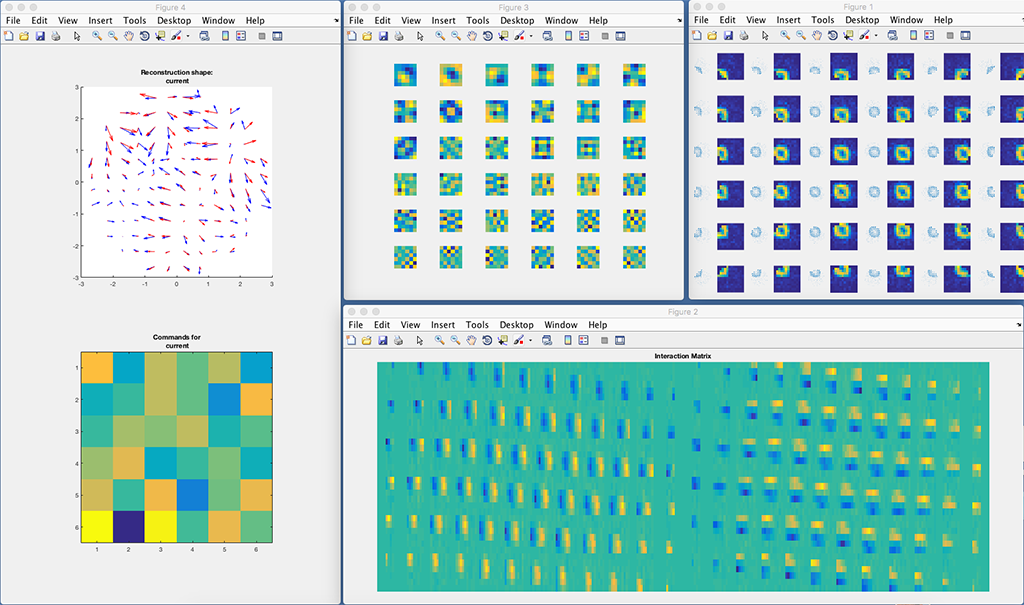 Figure 4
File Edit View Insert Tools Desktop Window Help
Reconstruction shape:
current
3
2
1
0
-1
-2
-3
-3 -2 -1 0 1 2 3
Commands for
current
1
2
3
4
5
6
1 2 3 4 5 6
Figure 3
File Edit View Insert Tools Desktop Window Help
Figure 1
File Edit View Insert Tools Desktop Window Help
Figure 2
File Edit View Insert Tools Desktop Window Help
Interaction Matrix